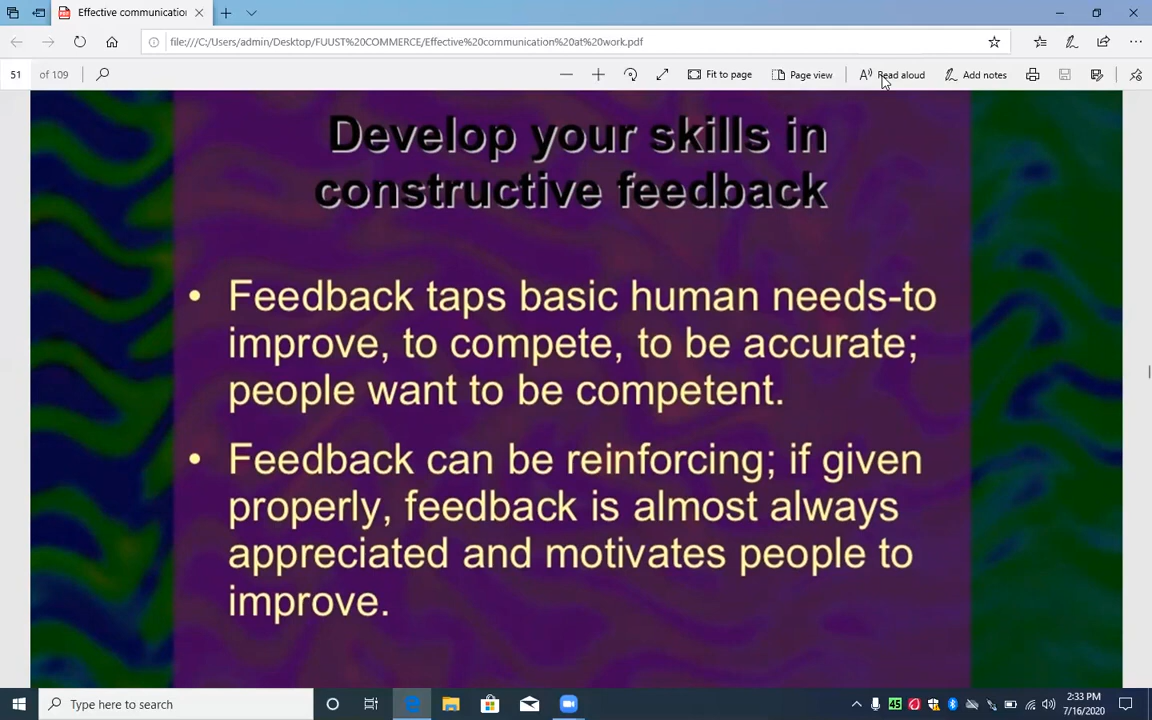 Effective communication
file:///C:/Users/admin/Desktop/FUUST%20COMMERCE/Effective%20communication%20at%20work.pdf
51 of 109
Fit to page
Page view
Read aloud
Add notes
Develop your skills in
constructive feedback
• Feedback taps basic human needs-to
improve, to compete, to be accurate;
people want to be competent.
• Feedback can be reinforcing; if given
properly, feedback is almost always
appreciated and motivates people to
improve.
Type here to search
45
2:33 PM
7/16/2020